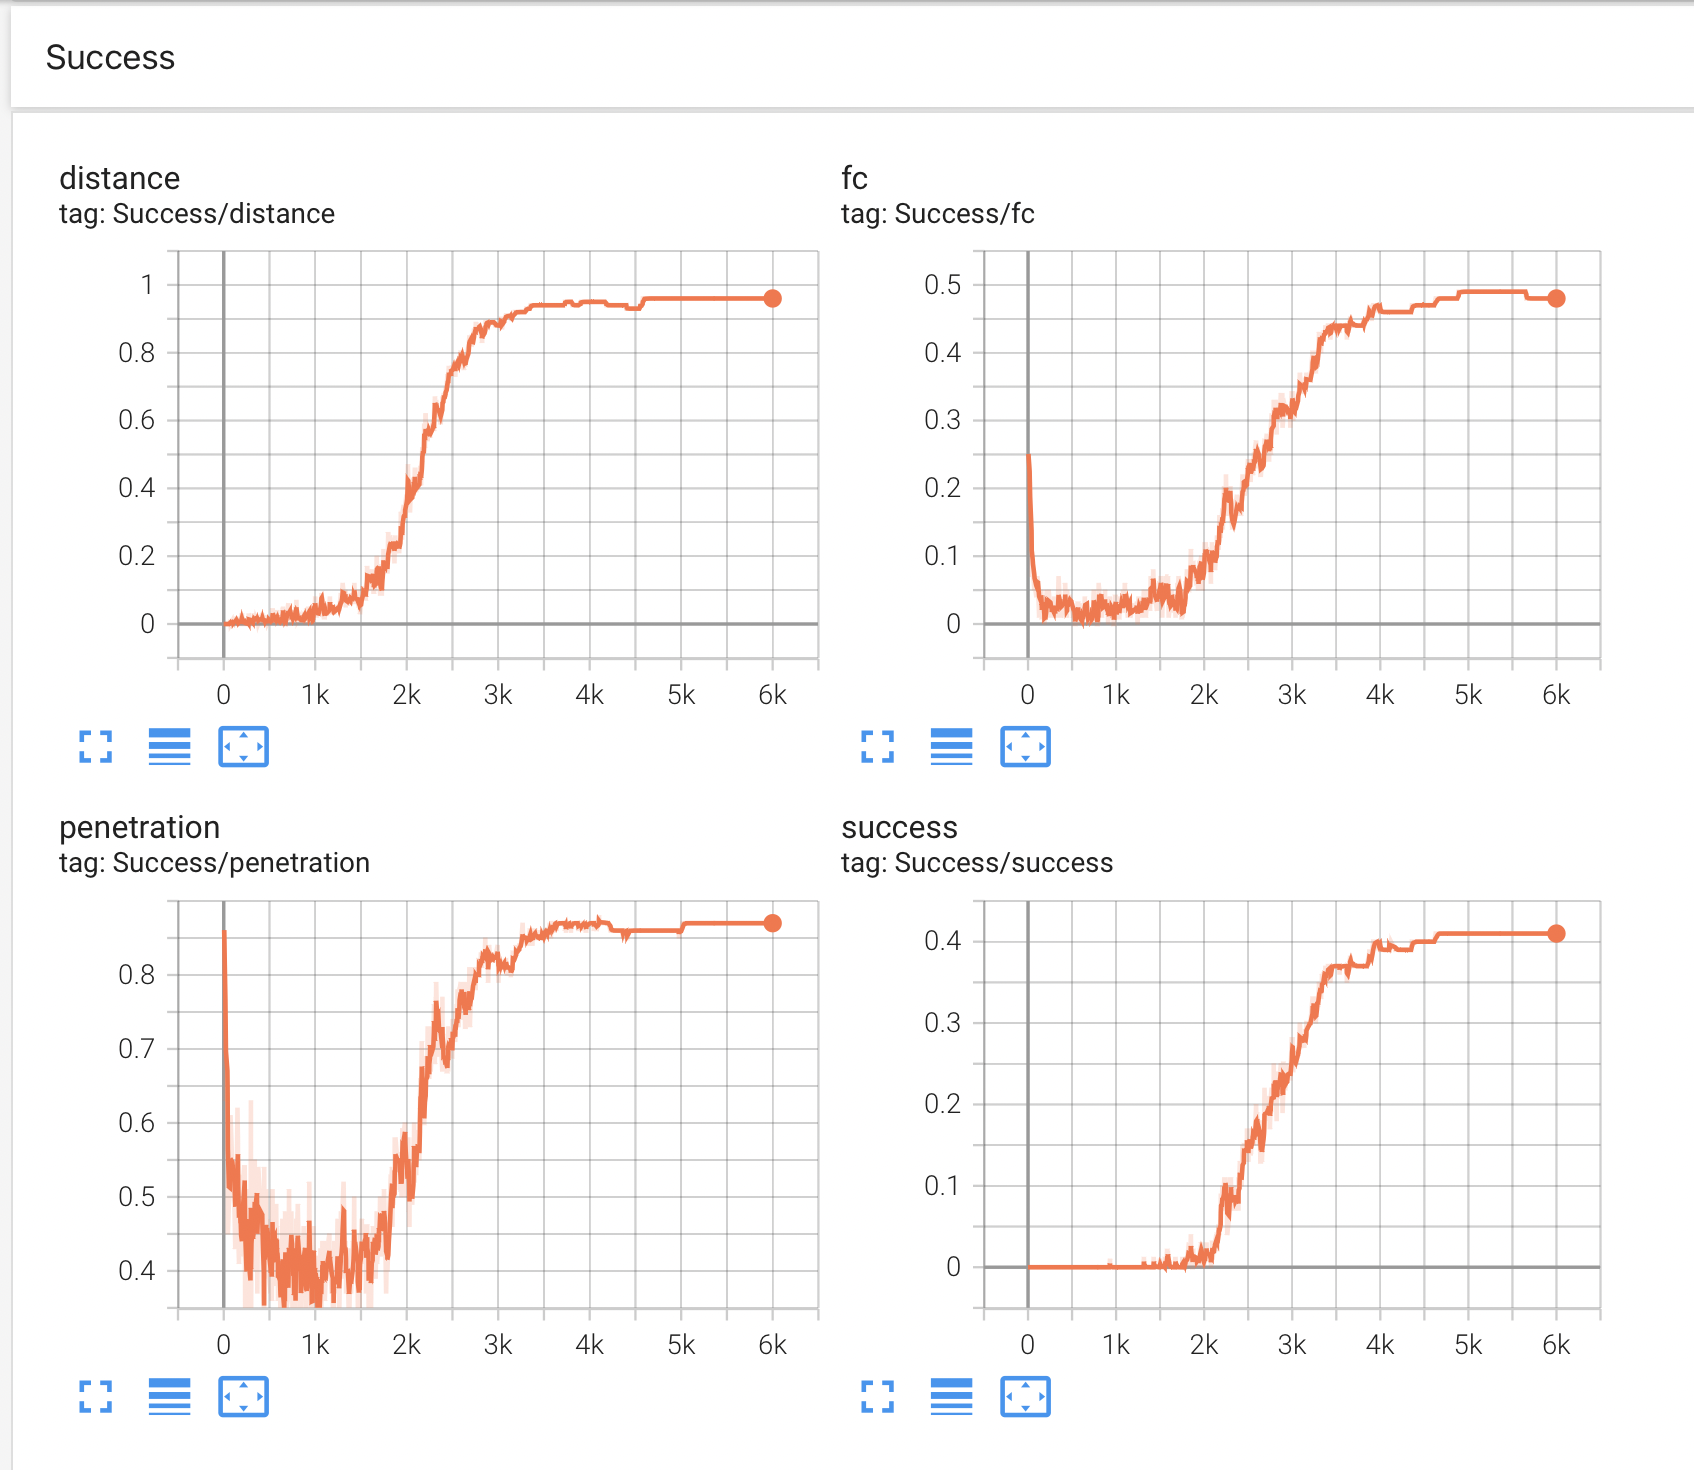 Success
distance
tag: Success/distance
1
0.8
0.6
0.4
0.2
0
0 1k 2k 3k 4k 5k 6k
fc
tag: Success/fc
0.5
0.4
0.3
0.2
0.1
0
0 1k 2k 3k 4k 5k 6k
penetration
tag: Success/penetration
0.8
0.7
0.6
0.5
0.4
0 1k 2k 3k 4k 5k 6k
success
tag: Success/success
0.4
0.3
0.2
0.1
0
0 1k 2k 3k 4k 5k 6k